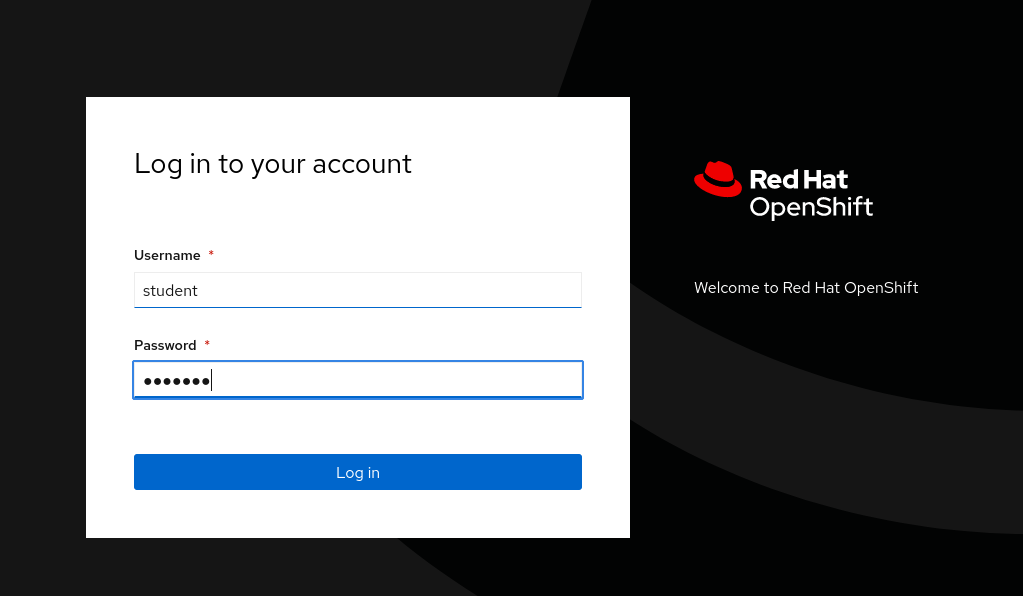 Log in to your account
Username *
student
Password *
●●●●●●●
Log in
Red Hat
OpenShift
Welcome to Red Hat OpenShift